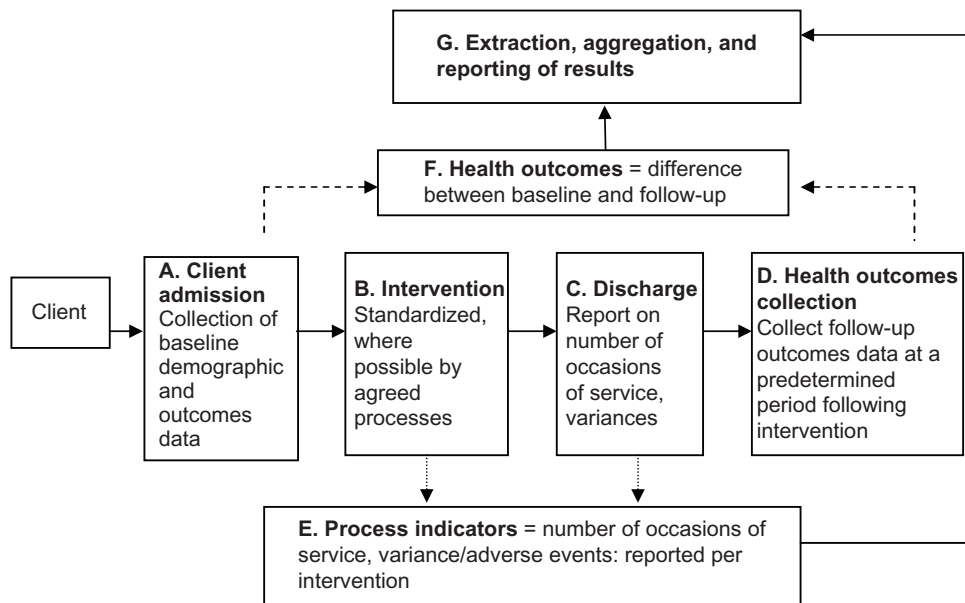 G. Extraction, aggregation, and
reporting of results
F. Health outcomes = difference
between baseline and follow-up
Client
A. Client
admission
Collection of
baseline
demographic
and
outcomes
data
B. Intervention
Standardized,
where
possible by
agreed
processes
C. Discharge
Report on
number of
occasions
of service,
variances
D. Health outcomes
collection
Collect follow-up
outcomes data at a
predetermined
period following
intervention
E. Process indicators = number of occasions of
service, variance/adverse events: reported per
intervention